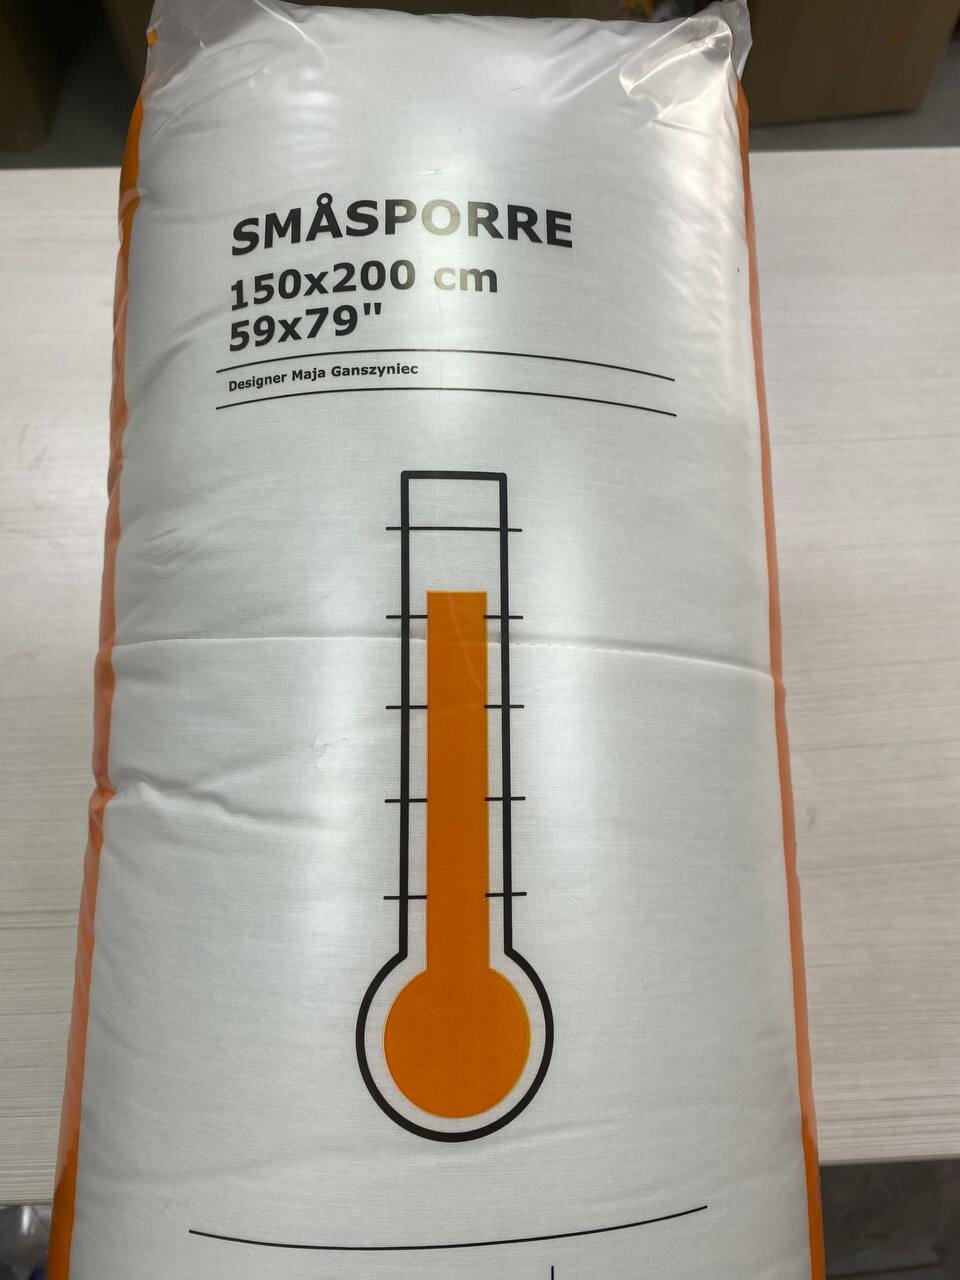 SMÅSPORRE
150x200 cm
59x79"
Designer Maja Ganszyniec